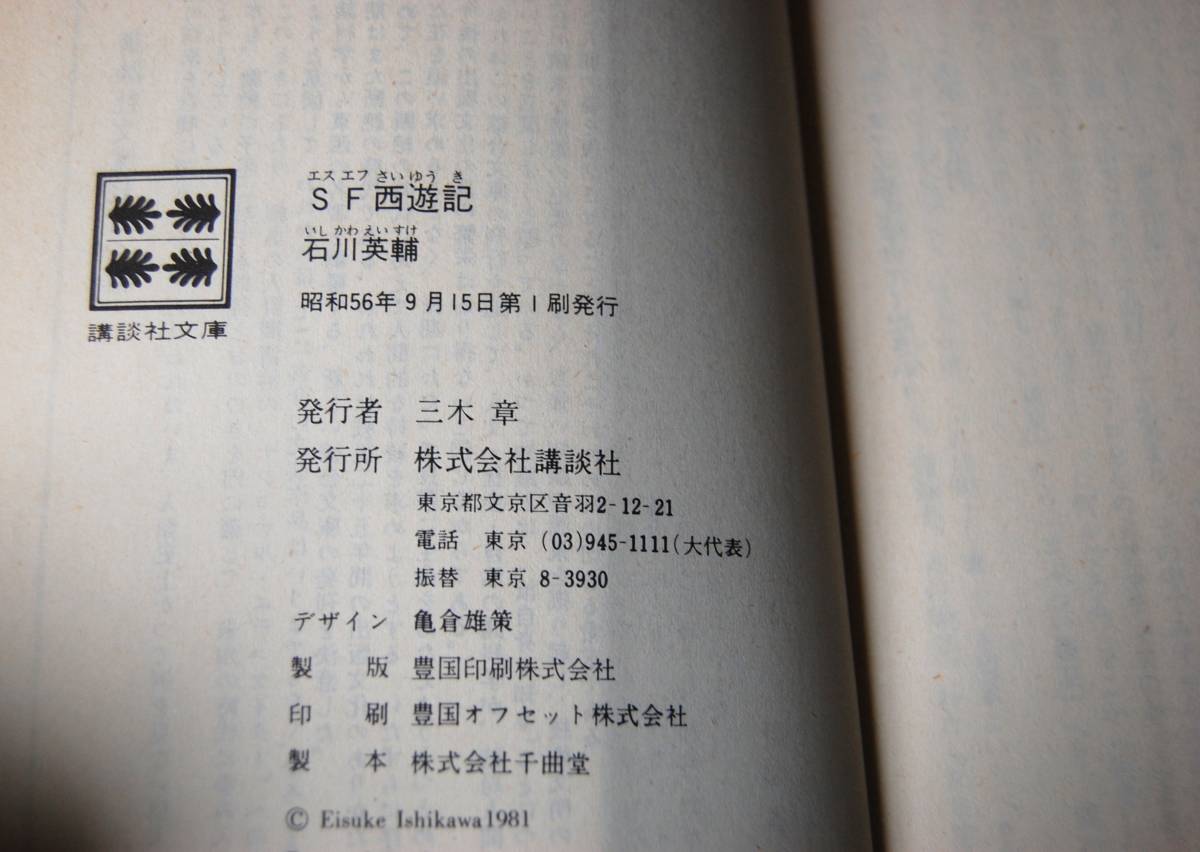 エスエフさいゆうき
SF西遊記
いしかわえいすけ
石川英輔
昭和56年9月15日第1刷発行
講談社文庫
発行者 三木 章
発行所 株式会社講談社
東京都文京区音羽2-12-21
電話 東京 (03)945-1111(大代表)
振替 東京 8-3930
デザイン 亀倉雄策
製版 豊国印刷株式会社
印刷 豊国オフセット株式会社
製本 株式会社千曲堂
© Eisuke Ishikawa 1981